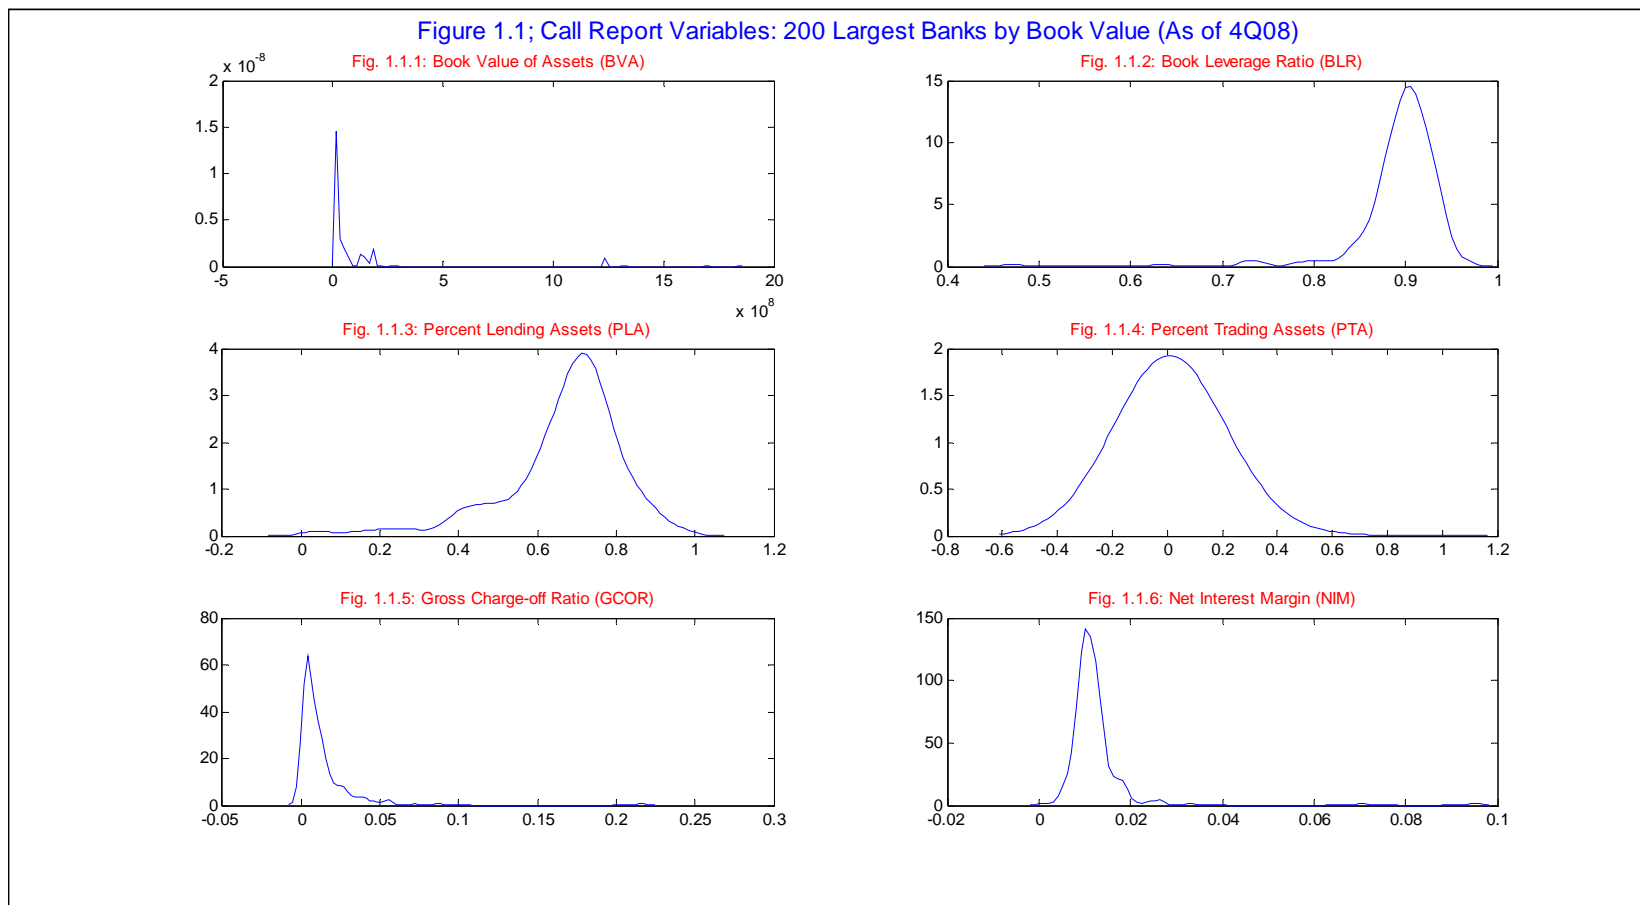 Figure 1.1; Call Report Variables: 200 Largest Banks by Book Value (As of 4Q08)
x 10^-8
Fig. 1.1.1: Book Value of Assets (BVA)
2
1.5
1
0.5
0
-5 0 5 10 15 20
x 10^8
Fig. 1.1.2: Book Leverage Ratio (BLR)
15
10
5
0
0.4 0.5 0.6 0.7 0.8 0.9 1
Fig. 1.1.3: Percent Lending Assets (PLA)
4
3
2
1
0
-0.2 0 0.2 0.4 0.6 0.8 1 1.2
Fig. 1.1.4: Percent Trading Assets (PTA)
2
1.5
1
0.5
0
-0.8 -0.6 -0.4 -0.2 0 0.2 0.4 0.6 0.8 1 1.2
Fig. 1.1.5: Gross Charge-off Ratio (GCOR)
80
60
40
20
0
-0.05 0 0.05 0.1 0.15 0.2 0.25 0.3
Fig. 1.1.6: Net Interest Margin (NIM)
150
100
50
0
-0.02 0 0.02 0.04 0.06 0.08 0.1